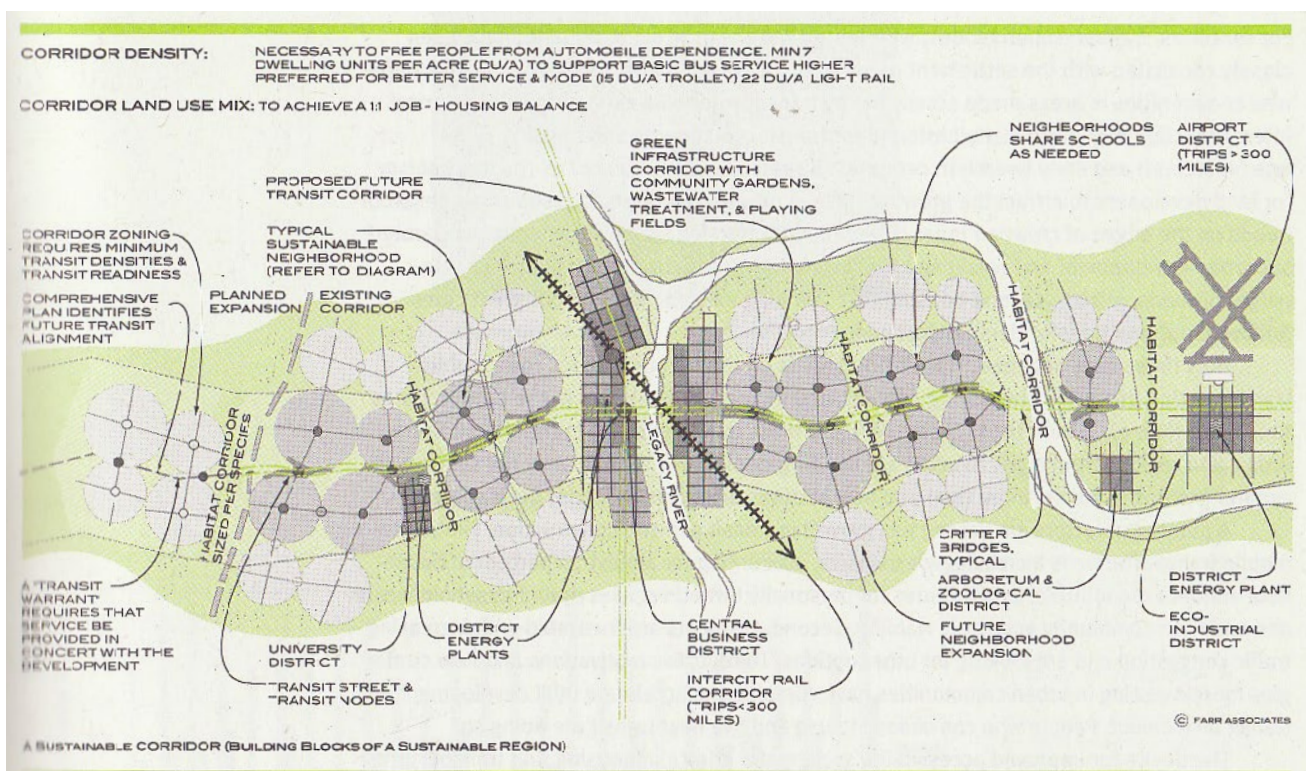 CORRIDOR DENSITY: NECESSARY TO FREE PEOPLE FROM AUTOMOBILE DEPENDENCE. MIN 7
DWELLING UNITS PER ACRE (DU/A) TO SUPPORT BASIC BUS SERVICE HIGHER
PREFERRED FOR BETTER SERVICE & MODE (15 DU/A TROLLEY) 22 DU/A LIGHT RAIL
CORRIDOR LAND USE MIX: TO ACHIEVE A 1:1 JOB - HOUSING BALANCE
PROPOSED FUTURE
TRANSIT CORRIDOR
GREEN
INFRASTRUCTURE
CORRIDOR WITH
COMMUNITY GARDENS,
WASTEWATER
TREATMENT, & PLAYING
FIELDS
NEIGHBORHOODS
SHARE SCHOOLS
AS NEEDED
AIRPORT
DISTRICT
(TRIPS > 300
MILES)
CORRIDOR ZONING
REQUIRES MINIMUM
TRANSIT DENSITIES &
TRANSIT READINESS
TYPICAL
SUSTAINABLE
NEIGHBORHOOD
(REFER TO DIAGRAM)
COMPREHENSIVE
PLAN IDENTIFIES
FUTURE TRANSIT
ALIGNMENT
PLANNED
EXPANSION
EXISTING
CORRIDOR
HABITAT CORRIDOR
SIZED PER SPECIES
HABITAT CORRIDOR
LEGACY RIVER
HABITAT CORRIDOR
HABITAT CORRIDOR
HABITAT CORRIDOR
A "TRANSIT
WARRANT"
REQUIRES THAT
SERVICE BE
PROVIDED IN
CONCERT WITH THE
DEVELOPMENT
UNIVERSITY
DISTRICT
TRANSIT STREET &
TRANSIT NODES
DISTRICT
ENERGY
PLANTS
CENTRAL
BUSINESS
DISTRICT
INTERCITY RAIL
CORRIDOR
(TRIPS<300
MILES)
CRITTER
BRIDGES,
TYPICAL
ARBORETUM &
ZOOLOGICAL
DISTRICT
FUTURE
NEIGHBORHOOD
EXPANSION
DISTRICT
ENERGY PLANT
ECO-
INDUSTRIAL
DISTRICT
© FARR ASSOCIATES
A SUSTAINABLE CORRIDOR (BUILDING BLOCKS OF A SUSTAINABLE REGION)